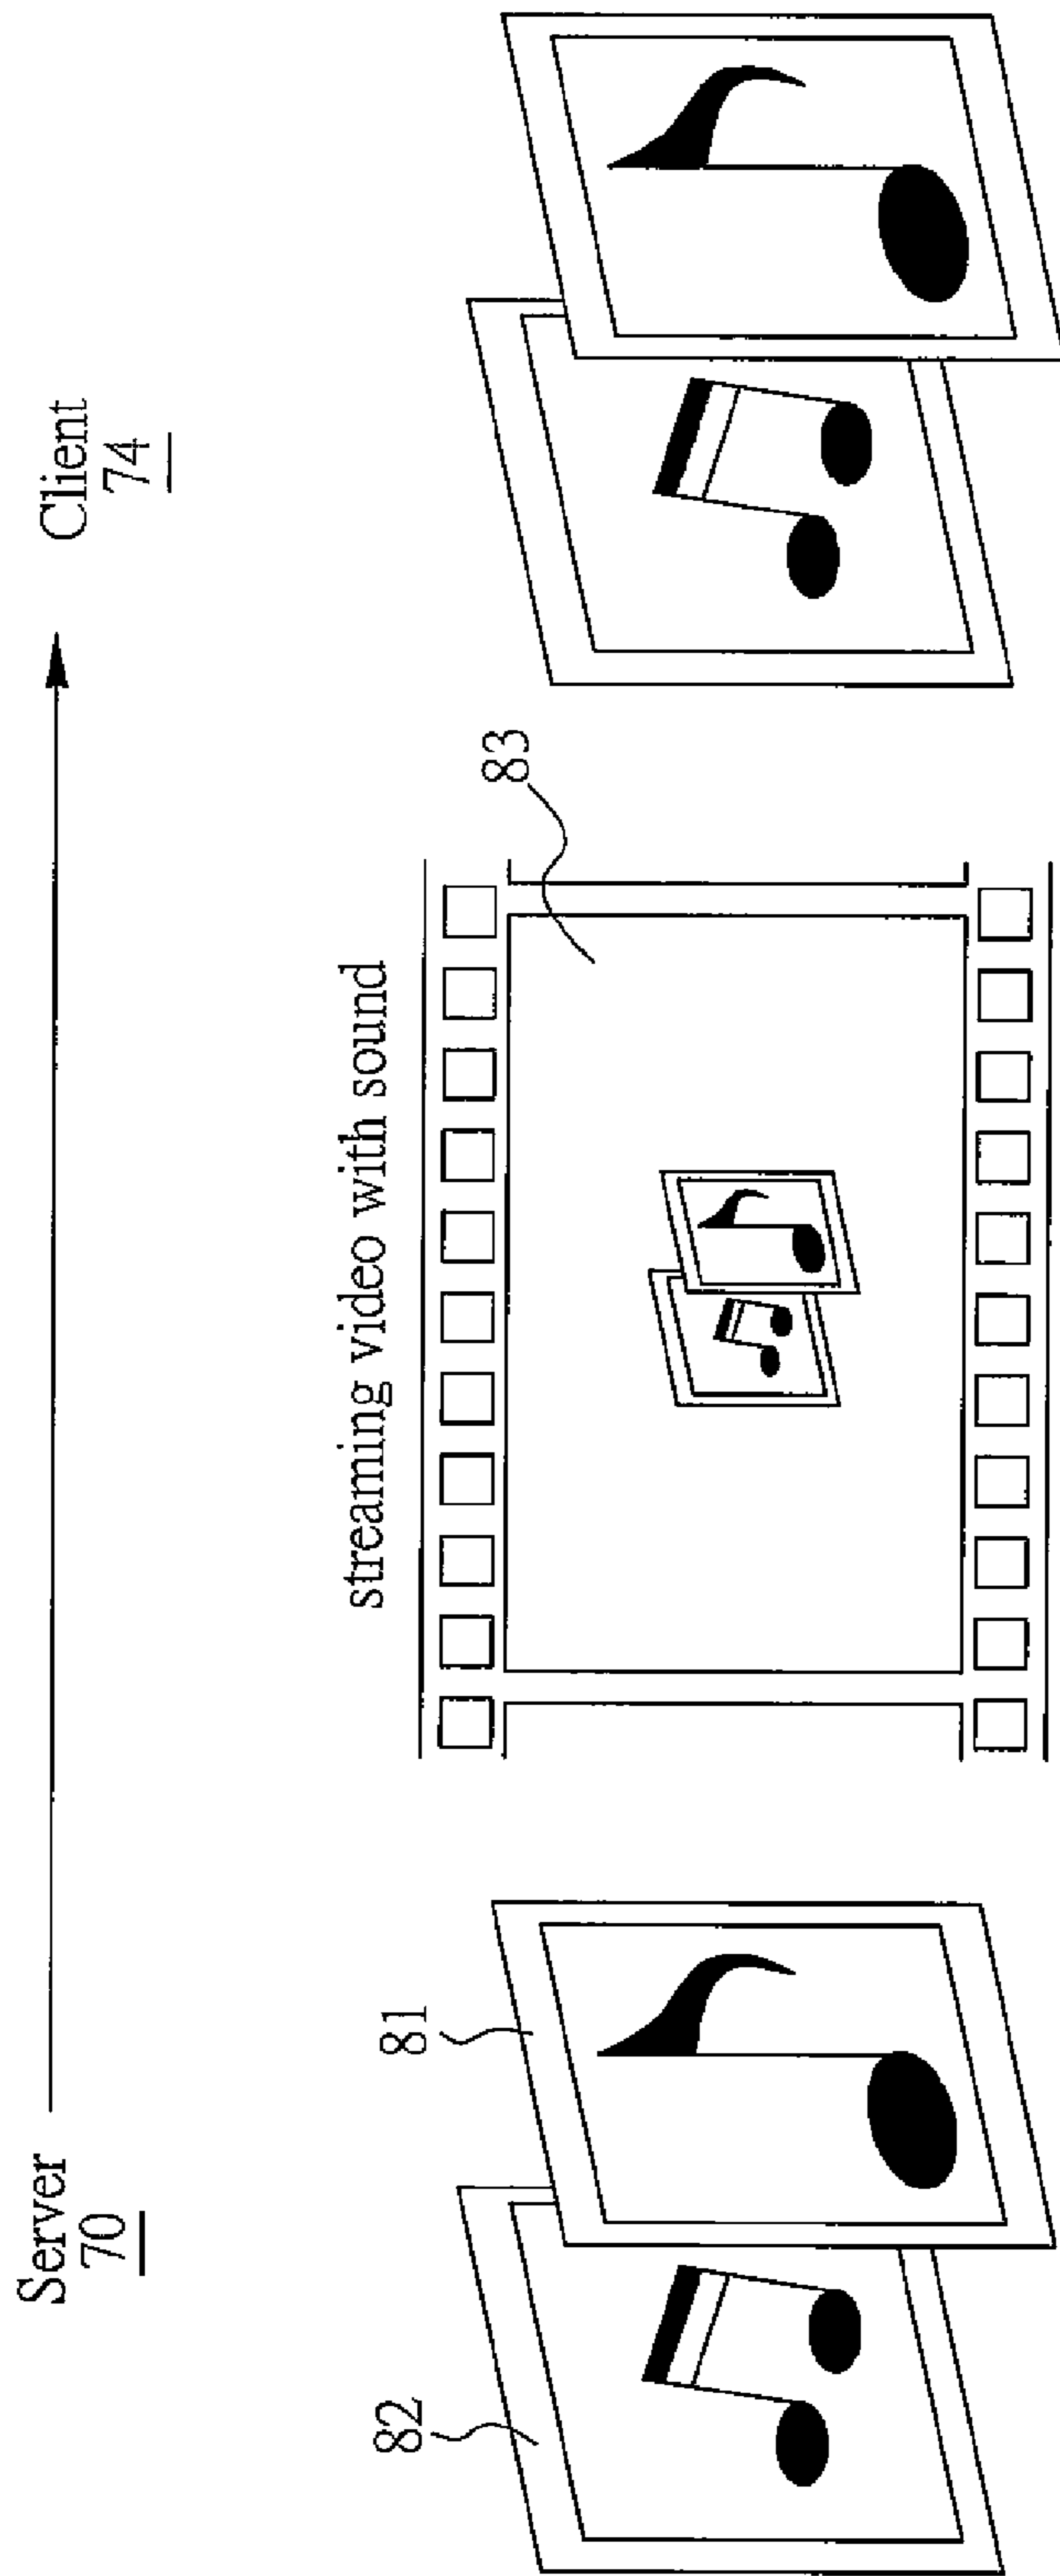 Server
70
Client
74
streaming video with sound
82
81
83